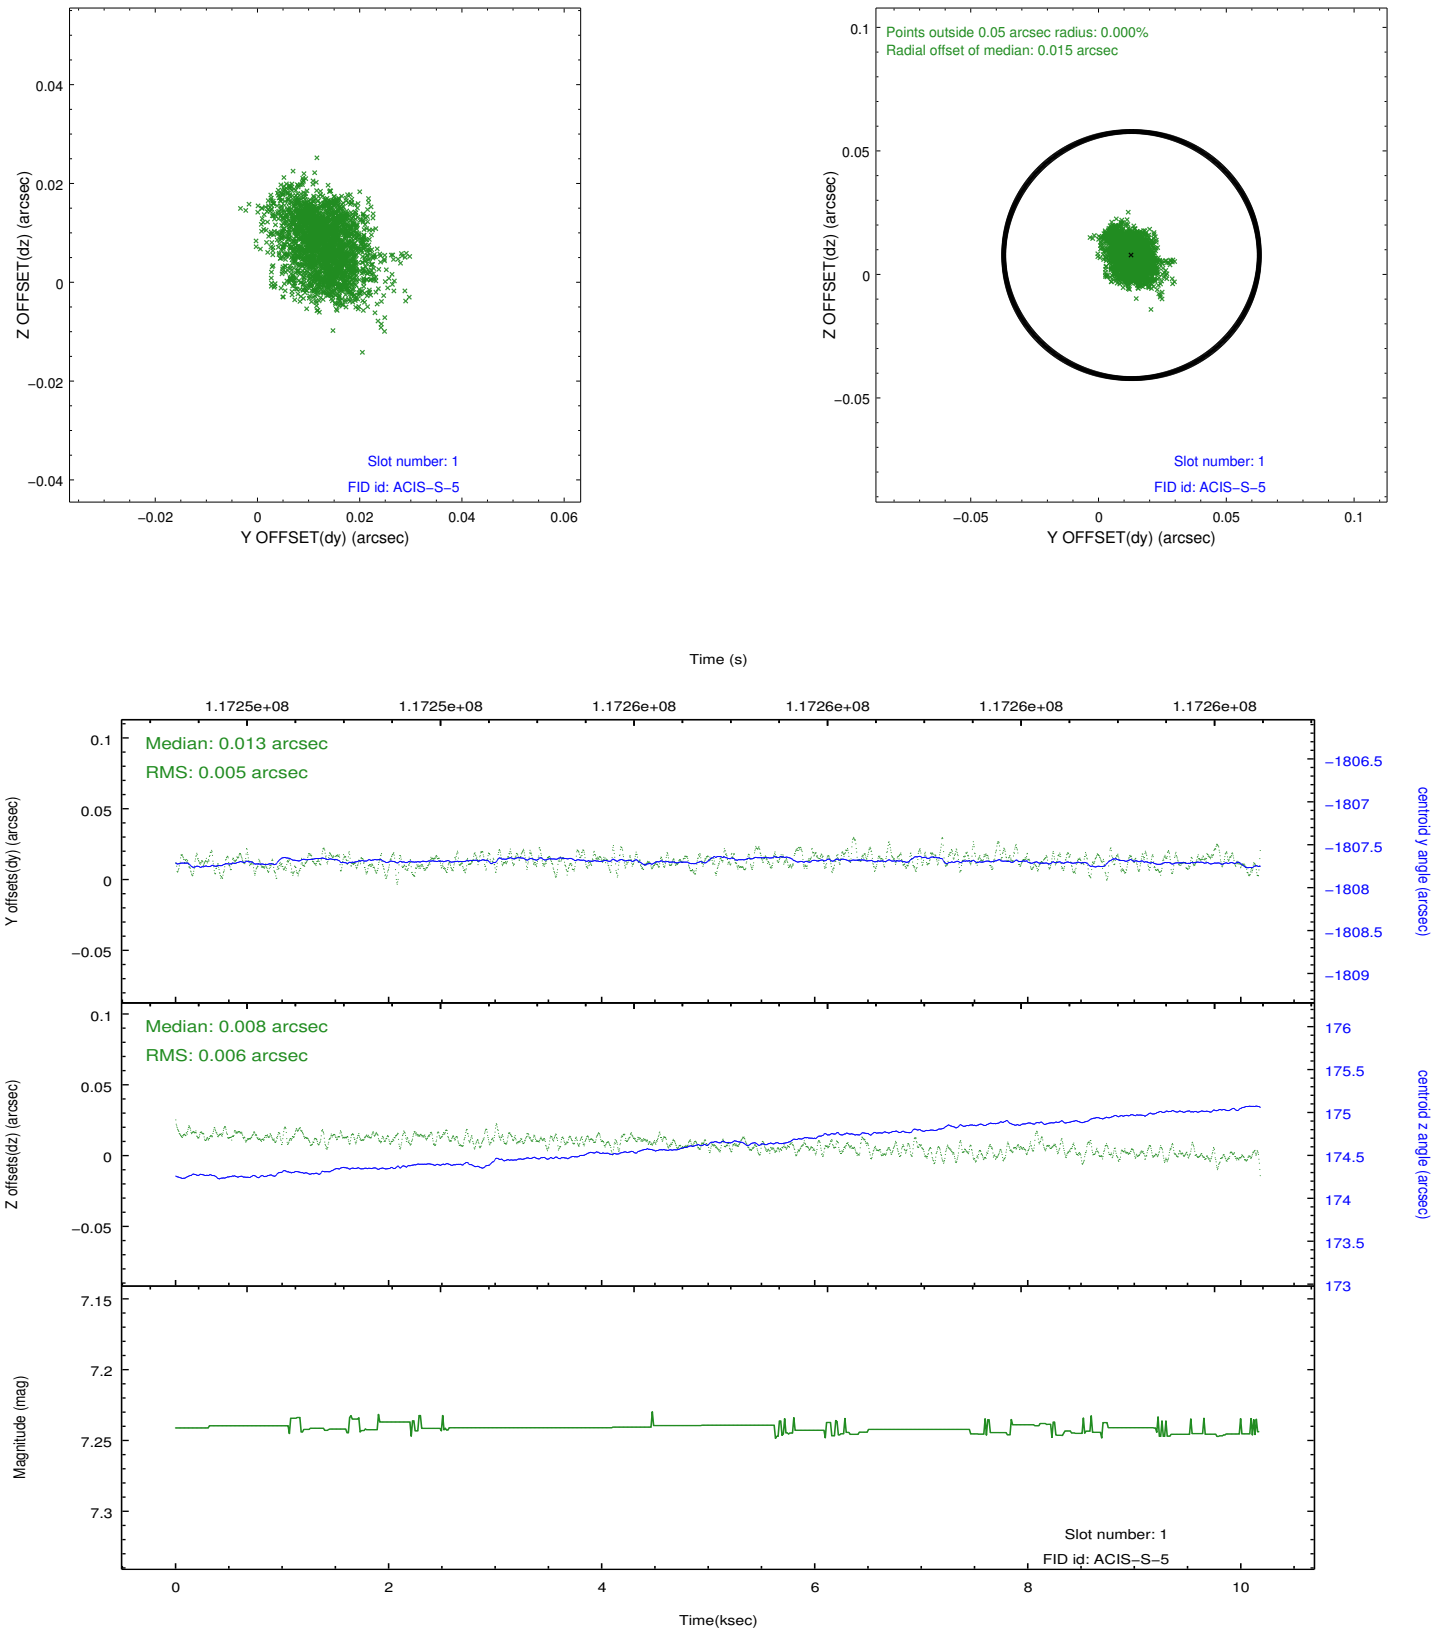 0.04
0.02
0
−0.02
−0.04
Z OFFSET(dz) (arcsec)
Slot number: 1
FID id: ACIS−S−5
−0.02 0 0.02 0.04 0.06
Y OFFSET(dy) (arcsec)
Points outside 0.05 arcsec radius: 0.000%
Radial offset of median: 0.015 arcsec
0.1
0.05
0
−0.05
Z OFFSET(dz) (arcsec)
Slot number: 1
FID id: ACIS−S−5
−0.05 0 0.05 0.1
Y OFFSET(dy) (arcsec)
Time (s)
1.1725e+08 1.1725e+08 1.1726e+08 1.1726e+08 1.1726e+08 1.1726e+08
Median: 0.013 arcsec
RMS: 0.005 arcsec
0.1
0.05
0
−0.05
Y offsets(dy) (arcsec)
−1806.5
−1807
−1807.5
−1808
−1808.5
−1809
centroid y angle (arcsec)
Median: 0.008 arcsec
RMS: 0.006 arcsec
0.1
0.05
0
−0.05
Z offsets(dz) (arcsec)
176
175.5
175
174.5
174
173.5
173
centroid z angle (arcsec)
7.15
7.2
7.25
7.3
Magnitude (mag)
Slot number: 1
FID id: ACIS−S−5
0 2 4 6 8 10
Time(ksec)